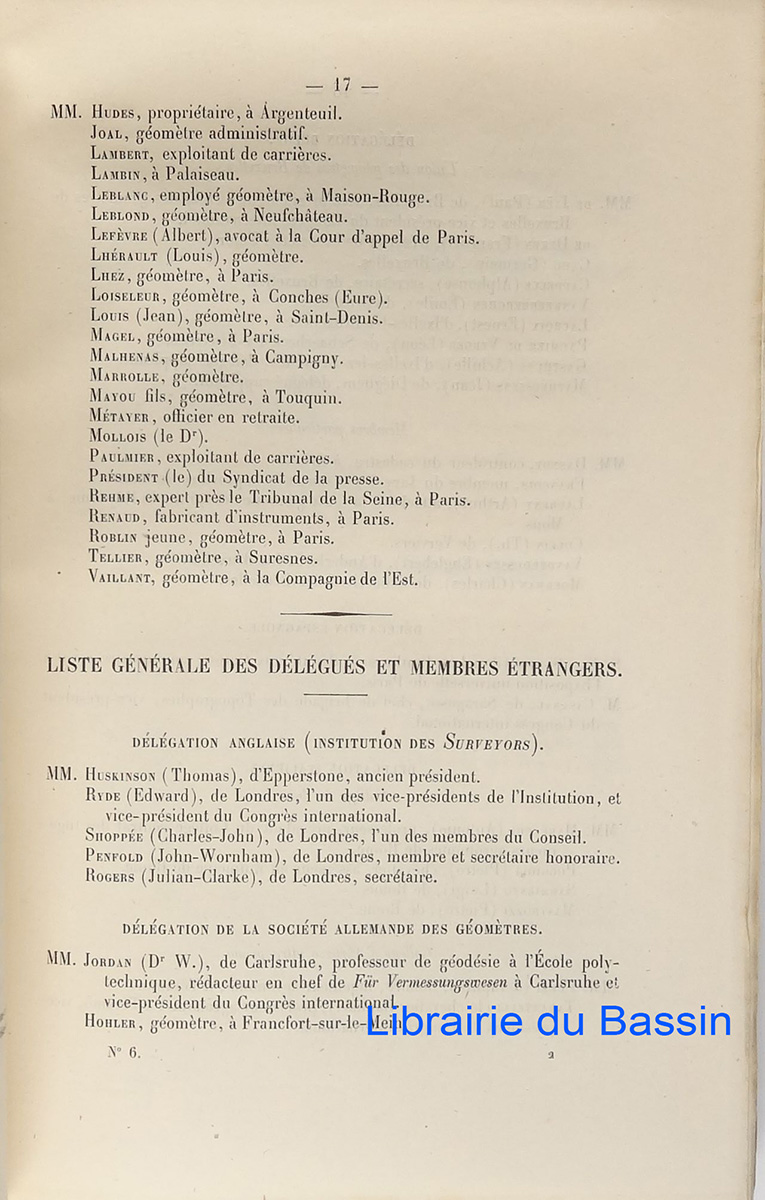 — 17 —
MM. Hudes, propriétaire, à Argenteuil.
Joal, géomètre administratif.
Lambert, exploitant de carrières.
Lambin, à Palaiseau.
Leblanc, employé géomètre, à Maison-Rouge.
Leblond, géomètre, à Neufchâteau.
Lefèvre (Albert), avocat à la Cour d'appel de Paris.
Lhérault (Louis), géomètre.
Lhez, géomètre, à Paris.
Loiseleur, géomètre, à Conches (Eure).
Louis (Jean), géomètre, à Saint-Denis.
Magel, géomètre, à Paris.
Malhenas, géomètre, à Campigny.
Marrolle, géomètre.
Mayou fils, géomètre, à Touquin.
Métayer, officier en retraite.
Mollois (le Dr).
Paulmier, exploitant de carrières.
Président (le) du Syndicat de la presse.
Rehme, expert près le Tribunal de la Seine, à Paris.
Renaud, fabricant d'instruments, à Paris.
Roblin jeune, géomètre, à Paris.
Tellier, géomètre, à Suresnes.
Vaillant, géomètre, à la Compagnie de l'Est.
LISTE GÉNÉRALE DES DÉLÉGUÉS ET MEMBRES ÉTRANGERS.
DÉLÉGATION ANGLAISE (INSTITUTION DES SURVEYORS).
MM. Huskinson (Thomas), d'Epperstone, ancien président.
Ryde (Edward), de Londres, l'un des vice-présidents de l'Institution, et
vice-président du Congrès international.
Shoppée (Charles-John), de Londres, l'un des membres du Conseil.
Penfold (John-Wornham), de Londres, membre et secrétaire honoraire.
Rogers (Julian-Clarke), de Londres, secrétaire.
DÉLÉGATION DE LA SOCIÉTÉ ALLEMANDE DES GÉOMÈTRES.
MM. Jordan (Dr W.), de Carlsruhe, professeur de géodésie à l'École poly-
technique, rédacteur en chef de Für Vermessungswesen à Carlsruhe et
vice-président du Congrès international.
Hohler, géomètre, à Francfort-sur-le-Mein.
Librairie du Bassin
N° 6. 2